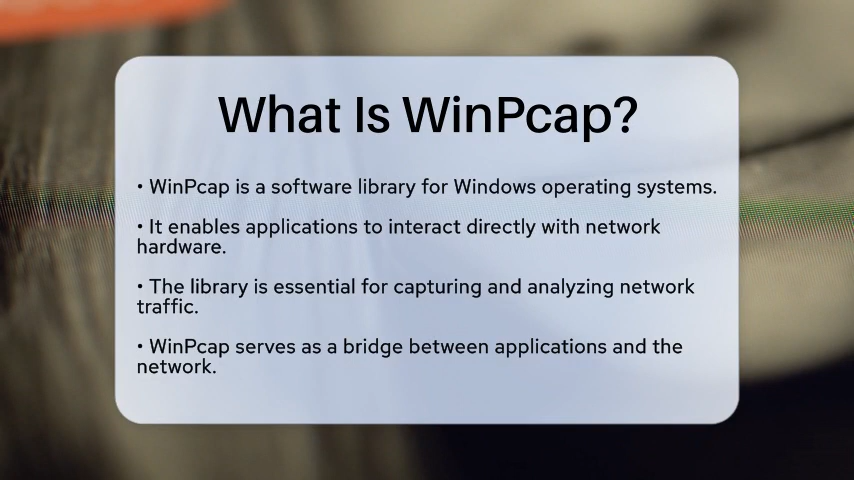 What Is WinPcap?
• WinPcap is a software library for Windows operating systems.
• It enables applications to interact directly with network
hardware.
• The library is essential for capturing and analyzing network
traffic.
• WinPcap serves as a bridge between applications and the
network.